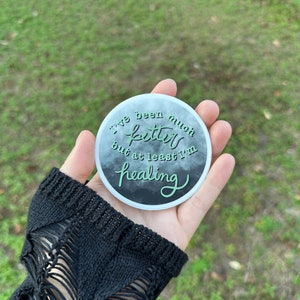 I've been much
better
but at least I'm
healing